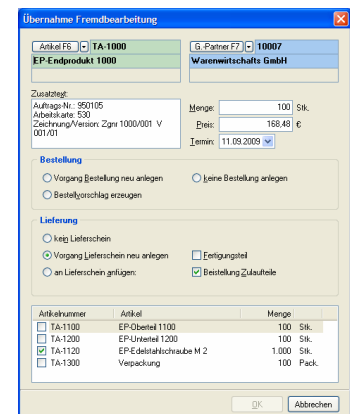 Übernahme Fremdbearbeitung
Artikel F6 TA-1000 G.-Partner F7 10007
EP-Endprodukt 1000 Warenwirtschafts GmbH
Zusatztext:
Auftrags-Nr.: 950105
Arbeitskarte: 530
Zeichnung/Version: Zgnr 1000/001 V
001/01
Menge: 100 Stk.
Preis: 168,48 €
Termin: 11.09.2009
Bestellung
Vorgang Bestellung neu anlegen keine Bestellung anlegen
Bestellvorschlag erzeugen
Lieferung
kein Lieferschein
Vorgang Lieferschein neu anlegen Fertigungsteil
an Lieferschein anfügen: Beistellung Zulaufteile
Artikelnummer Artikel Menge
TA-1100 EP-Oberteil 1100 100 Stk.
TA-1200 EP-Unterteil 1200 100 Stk.
TA-1120 EP-Edelstahlschraube M 2 1.000 Stk.
TA-1300 Verpackung 100 Pack.
OK Abbrechen